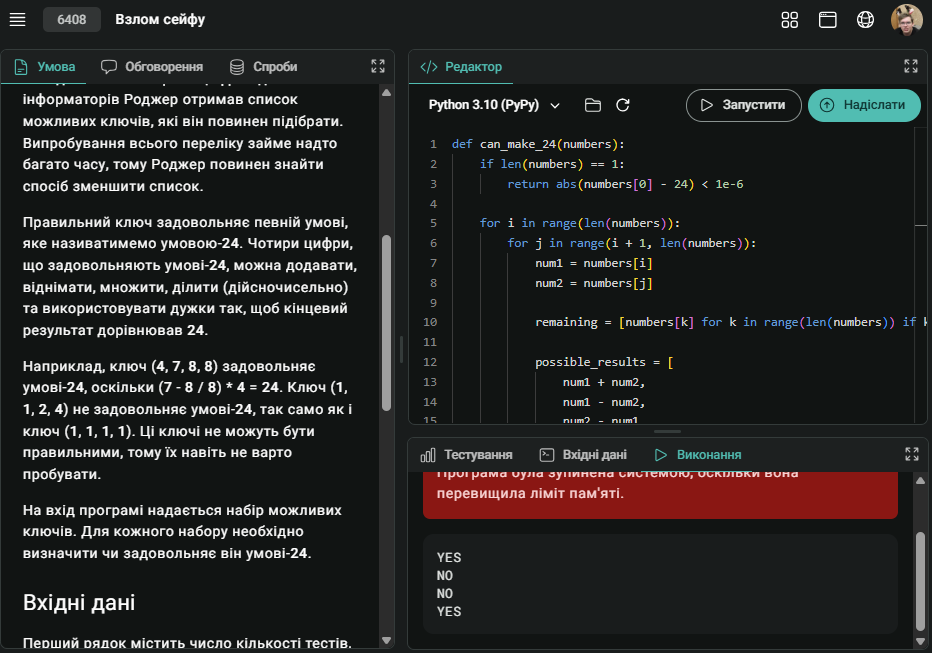 6408
Взлом сейфу
Умова
Обговорення
Спроби
інформаторів Роджер отримав список
можливих ключів, які він повинен підібрати.
Випробування всього переліку займе надто
багато часу, тому Роджер повинен знайти
спосіб зменшити список.
Правильний ключ задовольняє певній умові,
яке називатимемо умовою-24. Чотири цифри,
що задовольняють умові-24, можна додавати,
віднімати, множити, ділити (дійсночисельно)
та використовувати дужки так, щоб кінцевий
результат дорівнював 24.
Наприклад, ключ (4, 7, 8, 8) задовольняє
умові-24, оскільки (7 - 8 / 8) * 4 = 24. Ключ (1,
1, 2, 4) не задовольняє умові-24, так само як і
ключ (1, 1, 1, 1). Ці ключі не можуть бути
правильними, тому їх навіть не варто
пробувати.
На вхід програмі надається набір можливих
ключів. Для кожного набору необхідно
визначити чи задовольняє він умові-24.
Вхідні дані
Перший рядок містить число кількості тестів.
</> Редактор
Python 3.10 (PyPy)
Запустити
Надіслати
1 def can_make_24(numbers):
2 if len(numbers) == 1:
3 return abs(numbers[0] - 24) < 1e-6
4
5 for i in range(len(numbers)):
6 for j in range(i + 1, len(numbers)):
7 num1 = numbers[i]
8 num2 = numbers[j]
9
10 remaining = [numbers[k] for k in range(len(numbers)) if k
11
12 possible_results = [
13 num1 + num2,
14 num1 - num2,
15 num2 - num1
Тестування
Вхідні дані
Виконання
Програма була зупинена системою, оскільки вона
перевищила ліміт пам'яті.
YES
NO
NO
YES